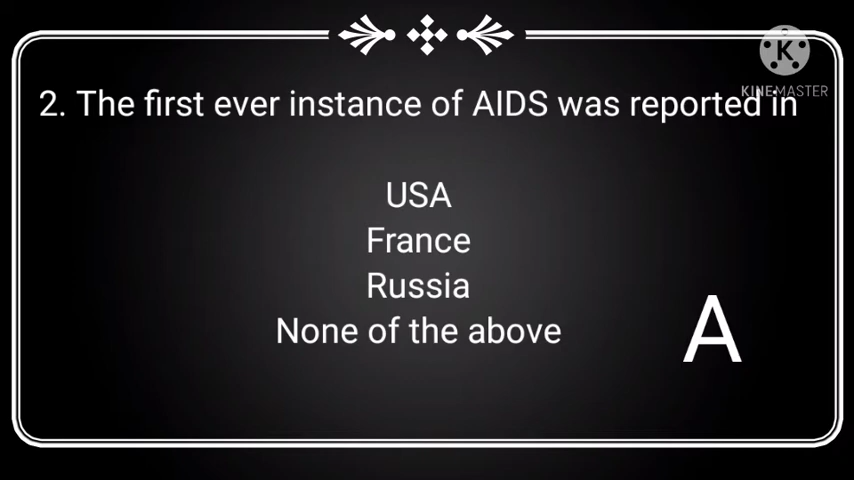 K
KINEMASTER
2. The first ever instance of AIDS was reported in
USA
France
Russia
None of the above
A